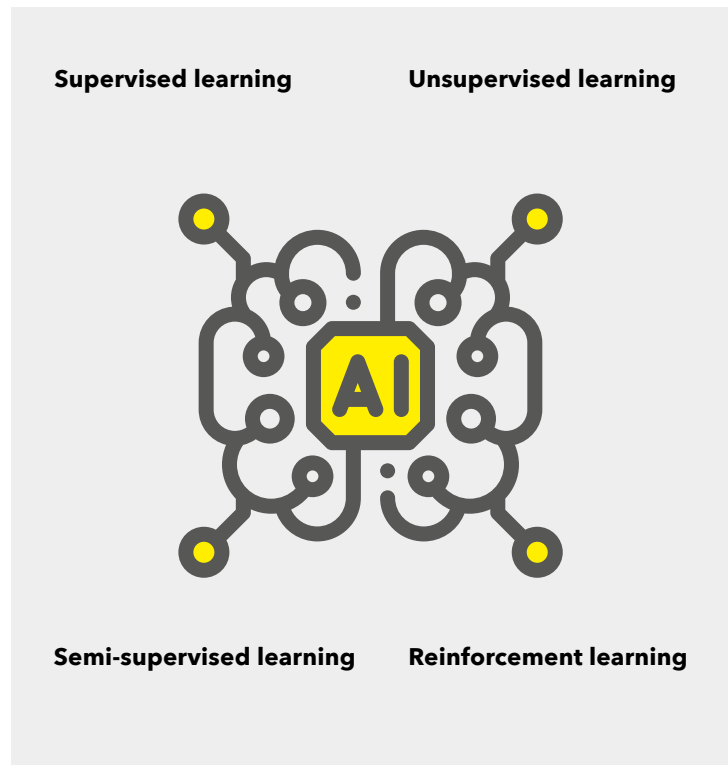 Supervised learning
Unsupervised learning
AI
Semi-supervised learning
Reinforcement learning